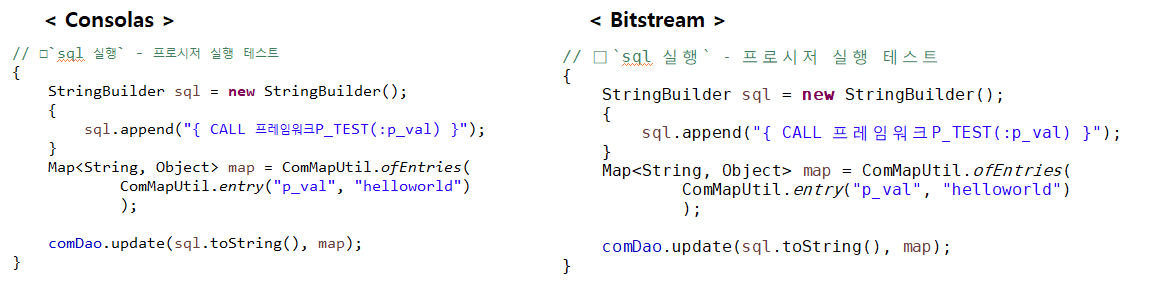 < Consolas >
// □`sql 실행` - 프로시저 실행 테스트
{
    StringBuilder sql = new StringBuilder();
    {
        sql.append("{ CALL 프레임워크P_TEST(:p_val) }");
    }
    Map<String, Object> map = ComMapUtil.ofEntries(
            ComMapUtil.entry("p_val", "helloworld")
            );

    comDao.update(sql.toString(), map);
}
< Bitstream >
// □`sql 실행` - 프로시저 실행 테스트
{
    StringBuilder sql = new StringBuilder();
    {
        sql.append("{ CALL 프레임워크P_TEST(:p_val) }");
    }
    Map<String, Object> map = ComMapUtil.ofEntries(
            ComMapUtil.entry("p_val", "helloworld")
            );

    comDao.update(sql.toString(), map);
}